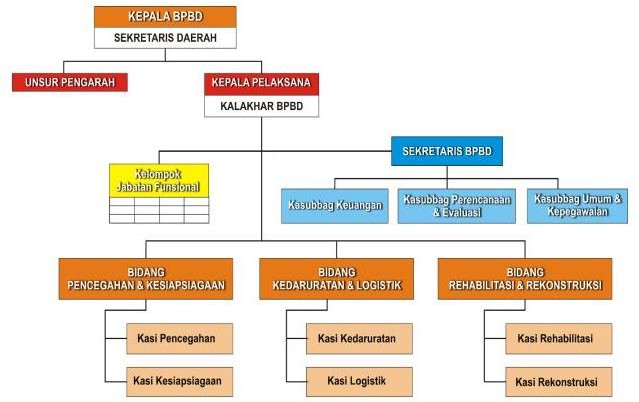 KEPALA BPBD
SEKRETARIS DAERAH
UNSUR PENGARAH
KEPALA PELAKSANA
KALAKHAR BPBD
SEKRETARIS BPBD
Kelompok
Jabatan Funsional
Kasubbag Keuangan
Kasubbag Perencanaan
& Evaluasi
Kasubbag Umum &
Kepegawaian
BIDANG
PENCEGAHAN & KESIAPSIAGAAN
BIDANG
KEDARURATAN & LOGISTIK
BIDANG
REHABILITASI & REKONSTRUKSI
Kasi Pencegahan
Kasi Kedaruratan
Kasi Rehabilitasi
Kasi Kesiapsiagaan
Kasi Logistik
Kasi Rekonstruksi